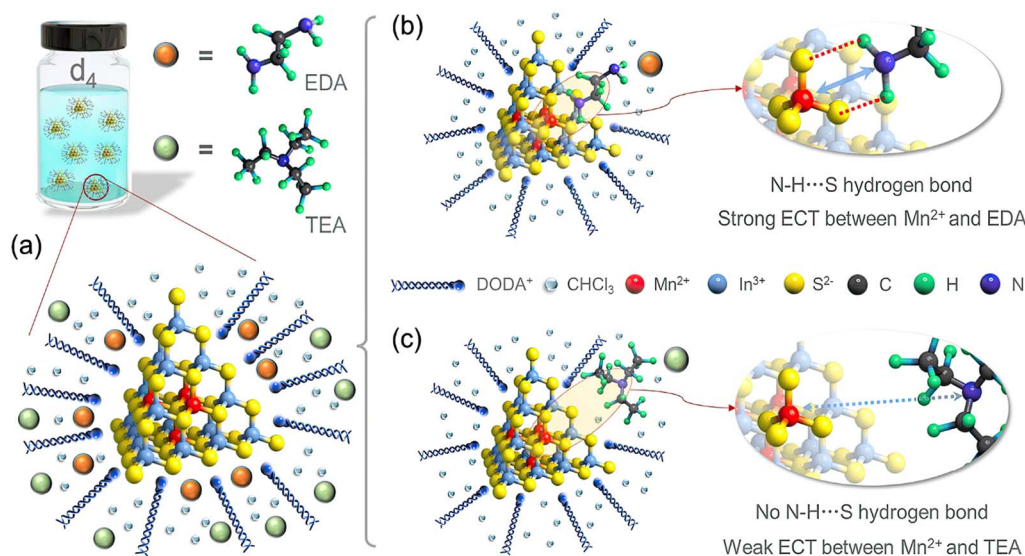 d4
= EDA
= TEA
(a)
(b)
N-H···S hydrogen bond
Strong ECT between Mn²⁺ and EDA
DODA⁺ CHCl₃ Mn²⁺ In³⁺ S²⁻ C H N
(c)
No N-H···S hydrogen bond
Weak ECT between Mn²⁺ and TEA